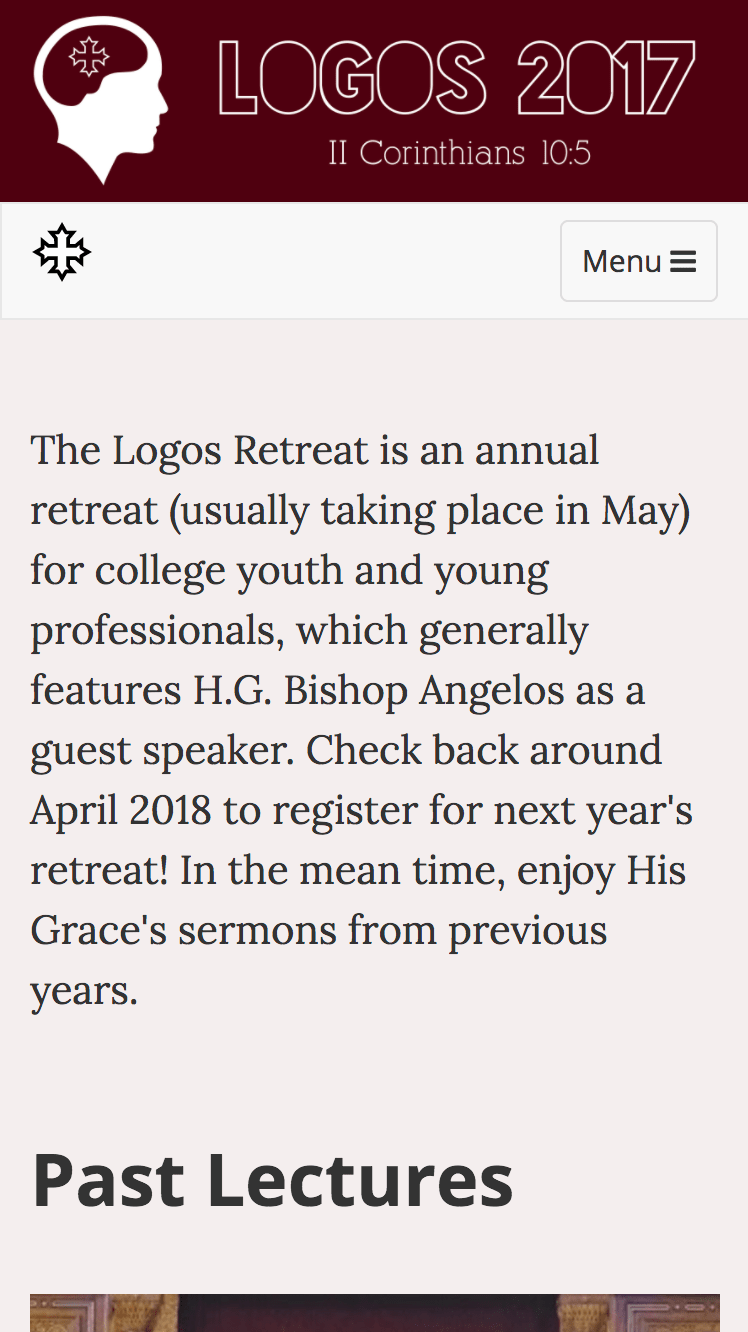 LOGOS 2017
II Corinthians 10:5
Menu
The Logos Retreat is an annual
retreat (usually taking place in May)
for college youth and young
professionals, which generally
features H.G. Bishop Angelos as a
guest speaker. Check back around
April 2018 to register for next year's
retreat! In the mean time, enjoy His
Grace's sermons from previous
years.
Past Lectures